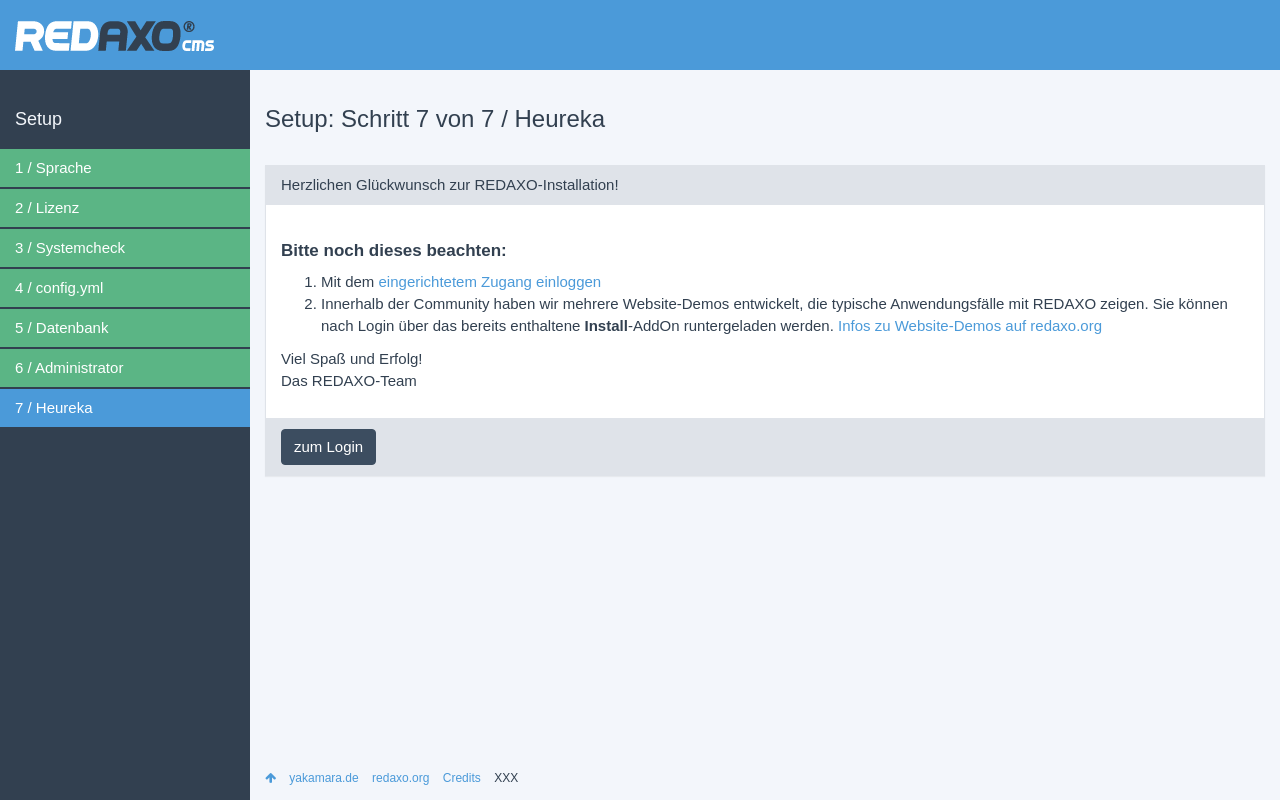 REDAXO® cms
Setup
1 / Sprache
2 / Lizenz
3 / Systemcheck
4 / config.yml
5 / Datenbank
6 / Administrator
7 / Heureka
Setup: Schritt 7 von 7 / Heureka
Herzlichen Glückwunsch zur REDAXO-Installation!
Bitte noch dieses beachten:
1. Mit dem eingerichtetem Zugang einloggen
2. Innerhalb der Community haben wir mehrere Website-Demos entwickelt, die typische Anwendungsfälle mit REDAXO zeigen. Sie können
nach Login über das bereits enthaltene Install-AddOn runtergeladen werden. Infos zu Website-Demos auf redaxo.org
Viel Spaß und Erfolg!
Das REDAXO-Team
zum Login
yakamara.de redaxo.org Credits XXX